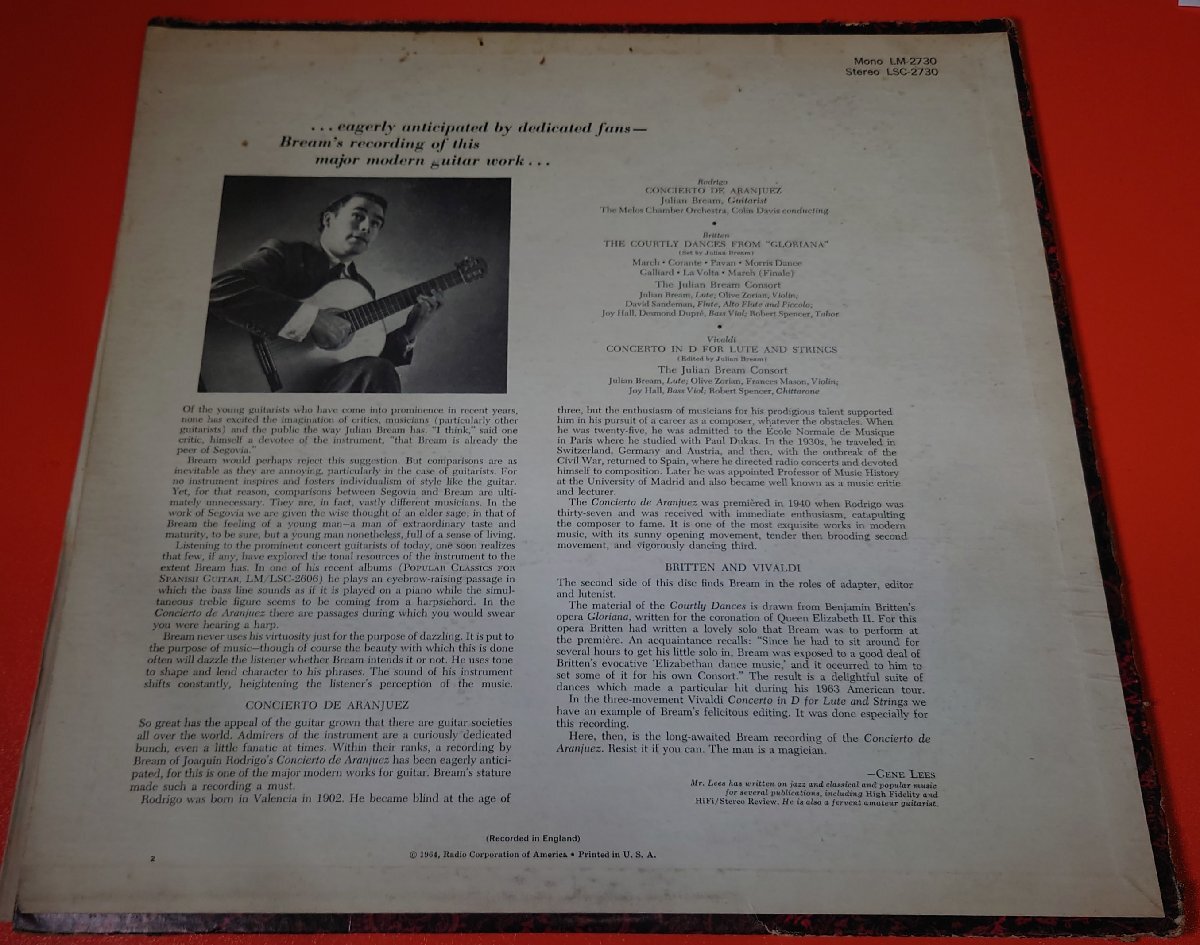 Mono LM-2730
Stereo LSC-2730
. . . eagerly anticipated by dedicated fans—
Bream's recording of this
major modern guitar work . . .
Rodrigo
CONCIERTO DE ARANJUEZ
Julian Bream, Guitarist
The Melos Chamber Orchestra, Colin Davis conducting
•
Britten
THE COURTLY DANCES FROM "GLORIANA"
(Set by Julian Bream)
March • Corante • Pavan • Morris Dance
Galliard • La Volta • March (Finale)
The Julian Bream Consort
Julian Bream, Lute; Olive Zorian, Violin;
David Sandeman, Flute, Alto Flute and Piccolo;
Joy Hall, Desmond Dupré, Bass Viol; Robert Spencer, Tabor
•
Vivaldi
CONCERTO IN D FOR LUTE AND STRINGS
(Edited by Julian Bream)
The Julian Bream Consort
Julian Bream, Lute; Olive Zorian, Frances Mason, Violin;
Joy Hall, Bass Viol; Robert Spencer, Chittarone
Of the young guitarists who have come into prominence in recent years,
none has excited the imagination of critics, musicians (particularly other
guitarists) and the public the way Julian Bream has. "I think," said one
critic, himself a devotee of the instrument, "that Bream is already the
peer of Segovia.
Bream would perhaps reject this suggestion. But comparisons are as
inevitable as they are annoying, particularly in the case of guitarists. For
no instrument inspires and fosters individualism of style like the guitar.
Yet, for that reason, comparisons between Segovia and Bream are ulti-
mately unnecessary. They are, in fact, vastly different musicians. In the
work of Segovia we are given the wise thought of an elder sage; in that of
Bream the feeling of a young man—a man of extraordinary taste and
maturity, to be sure, but a young man nonetheless, full of a sense of living.
Listening to the prominent concert guitarists of today, one soon realizes
that few, if any, have explored the tonal resources of the instrument to the
extent Bream has. In one of his recent albums (POPULAR CLASSICS FOR
SPANISH GUITAR, LM/LSC-2606) he plays an eyebrow-raising passage in
which the bass line sounds as if it is played on a piano while the simul-
taneous treble figure seems to be coming from a harpsichord. In the
Concierto de Aranjuez there are passages during which you would swear
you were hearing a harp.
Bream never uses his virtuosity just for the purpose of dazzling. It is put to
the purpose of music—though of course the beauty with which this is done
often will dazzle the listener whether Bream intends it or not. He uses tone
to shape and lend character to his phrases. The sound of his instrument
shifts constantly, heightening the listener's perception of the music.
CONCIERTO DE ARANJUEZ
So great has the appeal of the guitar grown that there are guitar societies
all over the world. Admirers of the instrument are a curiously dedicated
bunch, even a little fanatic at times. Within their ranks, a recording by
Bream of Joaquin Rodrigo's Concierto de Aranjuez has been eagerly antici-
pated, for this is one of the major modern works for guitar. Bream's stature
made such a recording a must.
Rodrigo was born in Valencia in 1902. He became blind at the age of
three, but the enthusiasm of musicians for his prodigious talent supported
him in his pursuit of a career as a composer, whatever the obstacles. When
he was twenty-five, he was admitted to the Ecole Normale de Musique
in Paris where he studied with Paul Dukas. In the 1930s, he traveled in
Switzerland, Germany and Austria, and then, with the outbreak of the
Civil War, returned to Spain, where he directed radio concerts and devoted
himself to composition. Later he was appointed Professor of Music History
at the University of Madrid and also became well known as a music critic
and lecturer.
The Concierto de Aranjuez was premièred in 1940 when Rodrigo was
thirty-seven and was received with immediate enthusiasm, catapulting
the composer to fame. It is one of the most exquisite works in modern
music, with its sunny opening movement, tender then brooding second
movement, and vigorously dancing third.
BRITTEN AND VIVALDI
The second side of this disc finds Bream in the roles of adapter, editor
and lutenist.
The material of the Courtly Dances is drawn from Benjamin Britten's
opera Gloriana, written for the coronation of Queen Elizabeth II. For this
opera Britten had written a lovely solo that Bream was to perform at
the première. An acquaintance recalls: "Since he had to sit around for
several hours to get his little solo in, Bream was exposed to a good deal of
Britten's evocative 'Elizabethan dance music,' and it occurred to him to
set some of it for his own Consort." The result is a delightful suite of
dances which made a particular hit during his 1963 American tour.
In the three-movement Vivaldi Concerto in D for Lute and Strings we
have an example of Bream's felicitous editing. It was done especially for
this recording.
Here, then, is the long-awaited Bream recording of the Concierto de
Aranjuez. Resist it if you can. The man is a magician.
—GENE LEES
Mr. Lees has written on jazz and classical and popular music
for several publications, including High Fidelity and
HiFi/Stereo Review. He is also a fervent amateur guitarist.
(Recorded in England)
© 1964, Radio Corporation of America • Printed in U. S. A.
2